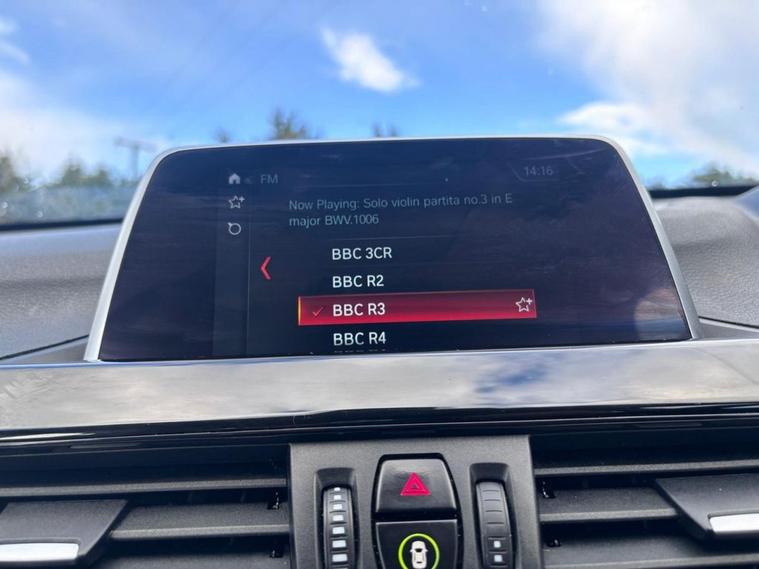 FM
14:16
Now Playing: Solo violin partita no.3 in E
major BWV.1006
BBC 3CR
BBC R2
BBC R3
BBC R4